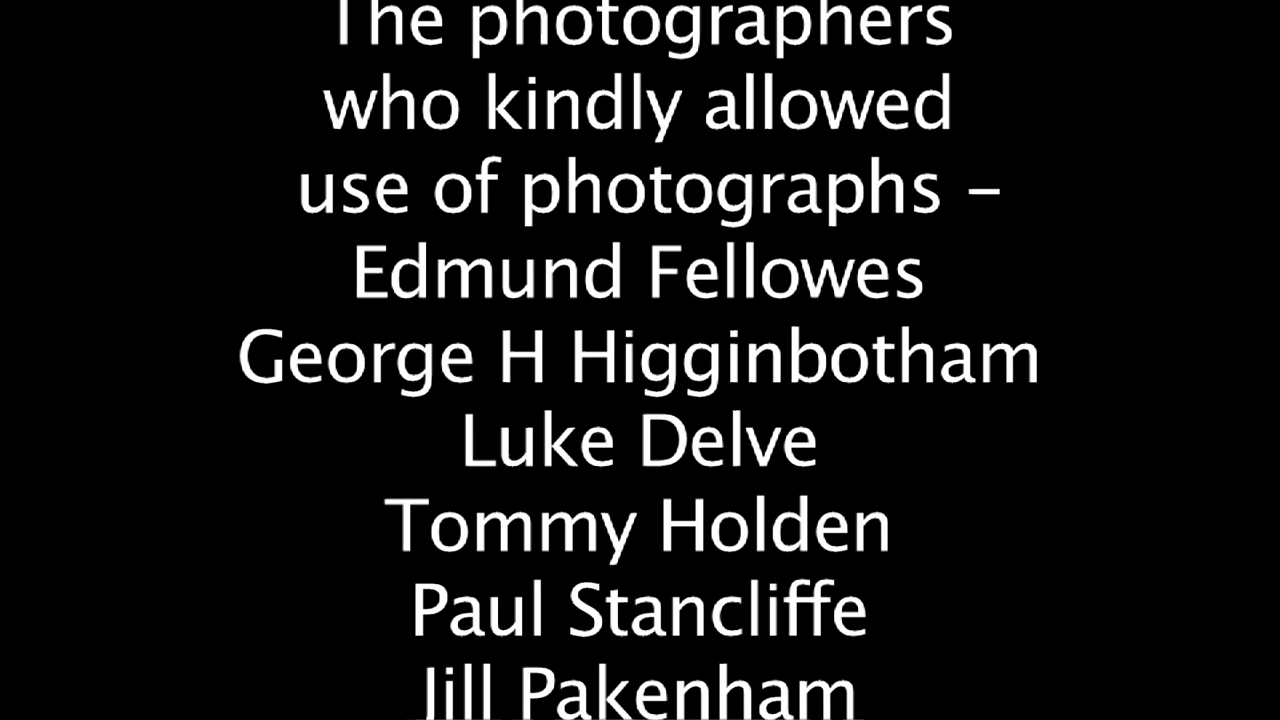 The photographers
who kindly allowed
use of photographs –
Edmund Fellowes
George H Higginbotham
Luke Delve
Tommy Holden
Paul Stancliffe
Jill Pakenham